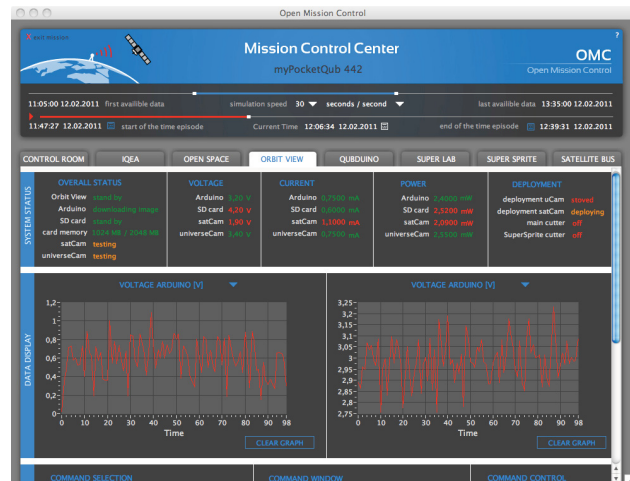 Open Mission Control
exit mission
?
Mission Control Center
myPocketQub 442
OMC
Open Mission Control
11:05:00 12.02.2011 first availible data
simulation speed 30 seconds / second
last availible data 13:35:00 12.02.2011
11:47:27 12.02.2011 start of the time episode
Current Time 12:06:34 12.02.2011
end of the time episode 12:39:31 12.02.2011
CONTROL ROOM IQEA OPEN SPACE ORBIT VIEW QUBDUINO SUPER LAB SUPER SPRITE SATELLITE BUS
SYSTEM STATUS
OVERALL STATUS
Orbit View stand by
Arduino downloading image
SD card stand by
card memory 1024 MB / 2048 MB
satCam testing
universeCam testing
VOLTAGE
Arduino 3,20 V
SD card 4,20 V
satCam 1,90 V
universeCam 3,40 V
CURRENT
Arduino 0,7500 mA
SD card 0,6000 mA
satCam 1,1000 mA
universeCam 0,7500 mA
POWER
Arduino 2,4000 mW
SD card 2,5200 mW
satCam 2,0900 mW
universeCam 2,5500 mW
DEPLOYMENT
deployment uCam stoved
deployment satCam deploying
main cutter off
SuperSprite cutter off
DATA DISPLAY
VOLTAGE ARDUINO [V]
1,2
1
0,8
0,6
0,4
0,2
0
0 10 20 30 40 50 60 70 80 90 98
Time
CLEAR GRAPH
VOLTAGE ARDUINO [V]
3,25
3,2
3,15
3,1
3,05
3
2,95
2,9
2,85
2,8
2,75
0 10 20 30 40 50 60 70 80 90 98
Time
CLEAR GRAPH
COMMAND SELECTION
COMMAND WINDOW
COMMAND CONTROL